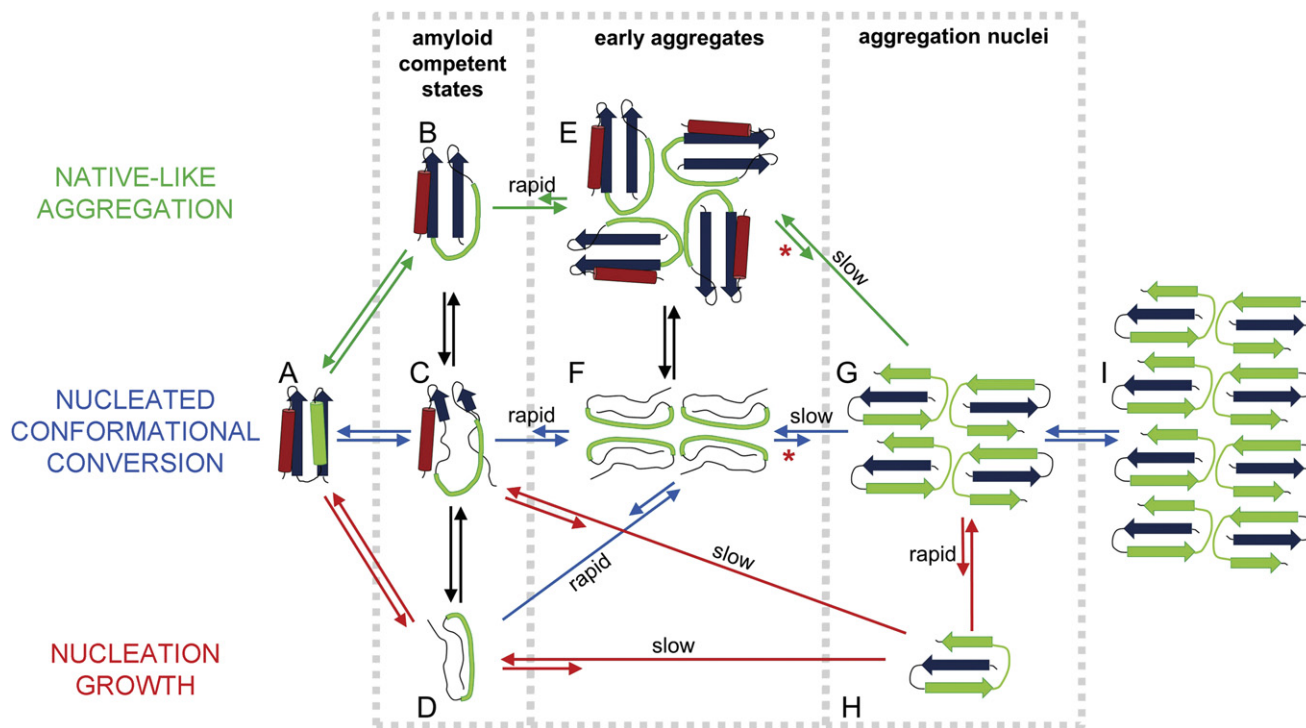 amyloid
competent
states
early aggregates
aggregation nuclei
B
E
NATIVE-LIKE
AGGREGATION
rapid
*
slow
A
C
F
G
I
NUCLEATED
CONFORMATIONAL
CONVERSION
rapid
slow
*
rapid
slow
rapid
NUCLEATION
GROWTH
slow
D
H